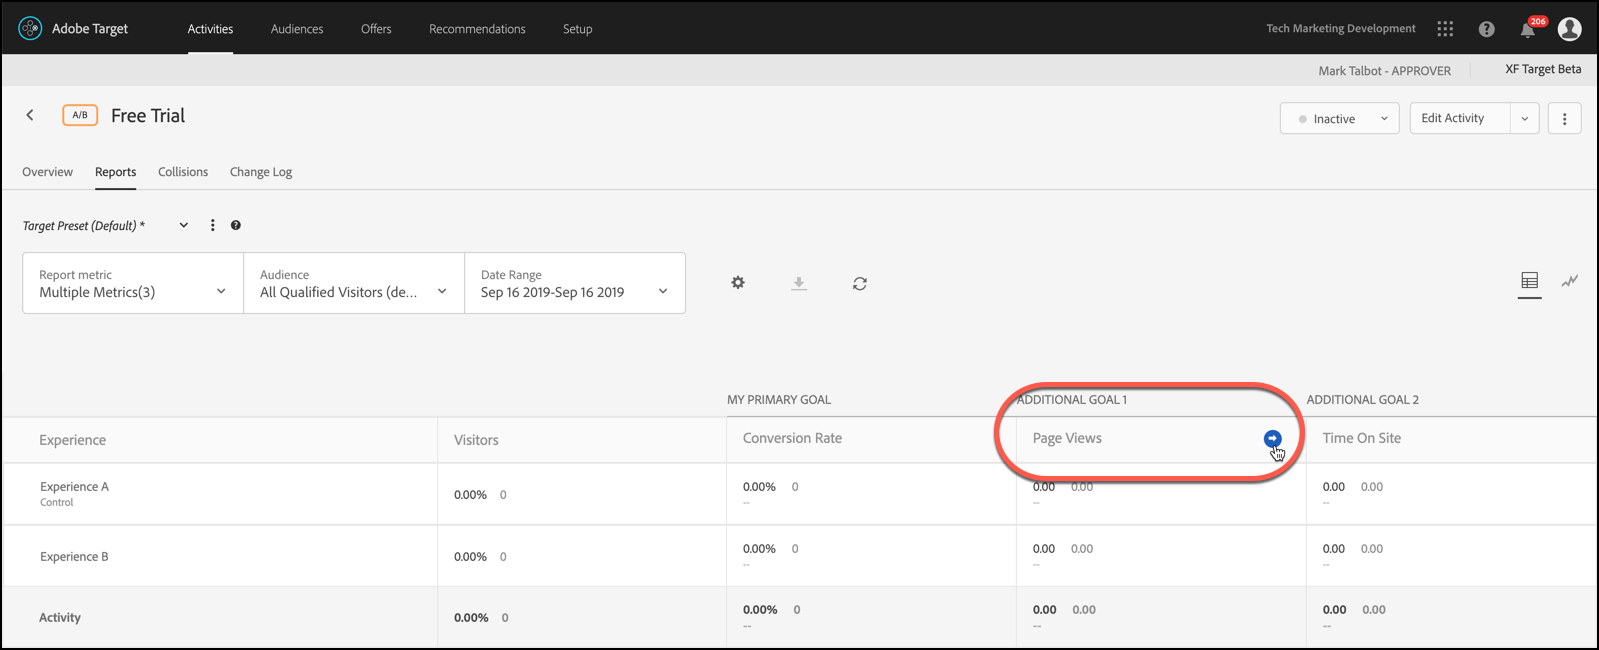 Adobe Target Activities Audiences Offers Recommendations Setup Tech Marketing Development 206
Mark Talbot - APPROVER XF Target Beta
A/B Free Trial Inactive Edit Activity
Overview Reports Collisions Change Log
Target Preset (Default) *
Report metric Audience Date Range
Multiple Metrics(3) All Qualified Visitors (de... Sep 16 2019-Sep 16 2019
MY PRIMARY GOAL ADDITIONAL GOAL 1 ADDITIONAL GOAL 2
Experience Visitors Conversion Rate Page Views Time On Site
Experience A 0.00% 0 0.00% 0 0.00 0.00 0.00 0.00
Control -- -- --
Experience B 0.00% 0 0.00% 0 0.00 0.00 0.00 0.00
-- -- --
Activity 0.00% 0 0.00% 0 0.00 0.00 0.00 0.00
-- -- --